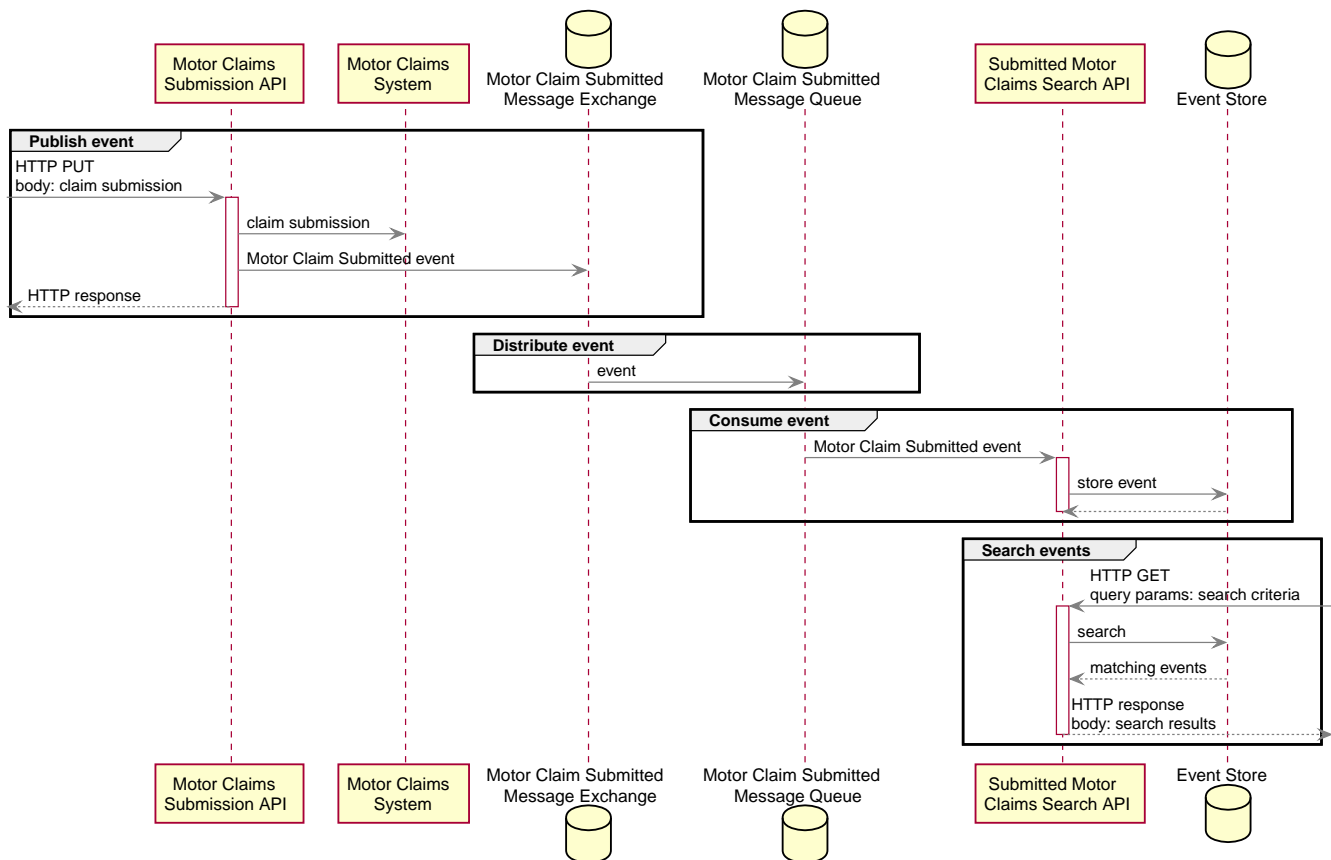 Motor Claims
Submission API
Motor Claims
System
Motor Claim Submitted
Message Exchange
Motor Claim Submitted
Message Queue
Submitted Motor
Claims Search API
Event Store
Publish event
HTTP PUT
body: claim submission
claim submission
Motor Claim Submitted event
HTTP response
Distribute event
event
Consume event
Motor Claim Submitted event
store event
Search events
HTTP GET
query params: search criteria
search
matching events
HTTP response
body: search results
Motor Claims
Submission API
Motor Claims
System
Motor Claim Submitted
Message Exchange
Motor Claim Submitted
Message Queue
Submitted Motor
Claims Search API
Event Store